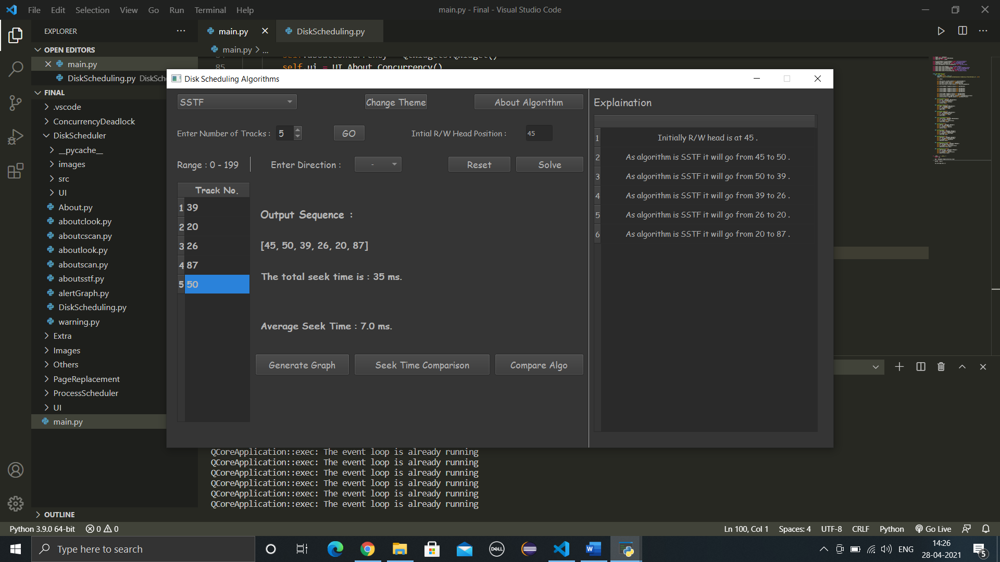 File Edit Selection View Go Run Terminal Help
main.py - Final - Visual Studio Code
EXPLORER
main.py
DiskScheduling.py
OPEN EDITORS
main.py > ...
main.py
85
self.ui = UI_About_Concurrency()
DiskScheduling.py DiskSch
FINAL
.vscode
ConcurrencyDeadlock
DiskScheduler
__pycache__
images
src
UI
About.py
aboutclook.py
aboutcscan.py
aboutlook.py
aboutscan.py
aboutsstf.py
alertGraph.py
DiskScheduling.py
warning.py
Extra
Images
Others
PageReplacement
ProcessScheduler
UI
main.py
OUTLINE
Disk Scheduling Algorithms
SSTF
Change Theme
About Algorithm
Enter Number of Tracks :
5
GO
Intial R/W Head Position :
45
Range : 0 - 199
Enter Direction :
-
Reset
Solve
Track No.
1 39
2 20
3 26
4 87
5 50
Output Sequence :
[45, 50, 39, 26, 20, 87]
The total seek time is : 35 ms.
Average Seek Time : 7.0 ms.
Generate Graph
Seek Time Comparison
Compare Algo
Explaination
1 Initially R/W head is at 45 .
2 As algorithm is SSTF it will go from 45 to 50 .
3 As algorithm is SSTF it will go from 50 to 39 .
4 As algorithm is SSTF it will go from 39 to 26 .
5 As algorithm is SSTF it will go from 26 to 20 .
6 As algorithm is SSTF it will go from 20 to 87 .
QCoreApplication::exec: The event loop is already running
QCoreApplication::exec: The event loop is already running
QCoreApplication::exec: The event loop is already running
QCoreApplication::exec: The event loop is already running
QCoreApplication::exec: The event loop is already running
QCoreApplication::exec: The event loop is already running
Python 3.9.0 64-bit
0
0
Ln 100, Col 1
Spaces: 4
UTF-8
CRLF
Python
Go Live
Type here to search
DELL
ENG
14:26
28-04-2021
5